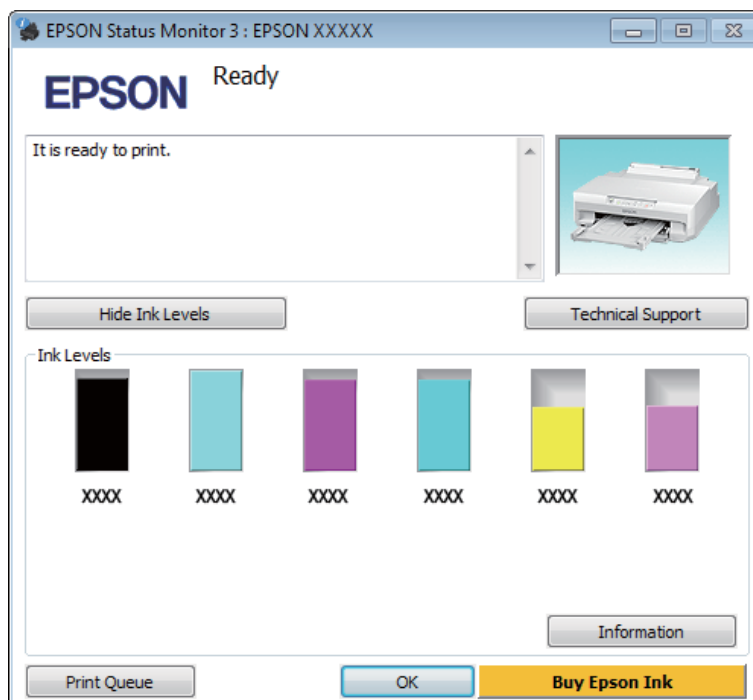 EPSON Status Monitor 3 : EPSON XXXXX
EPSON
Ready
It is ready to print.
Hide Ink Levels
Technical Support
Ink Levels
XXXX XXXX XXXX XXXX XXXX XXXX
Information
Print Queue
OK
Buy Epson Ink